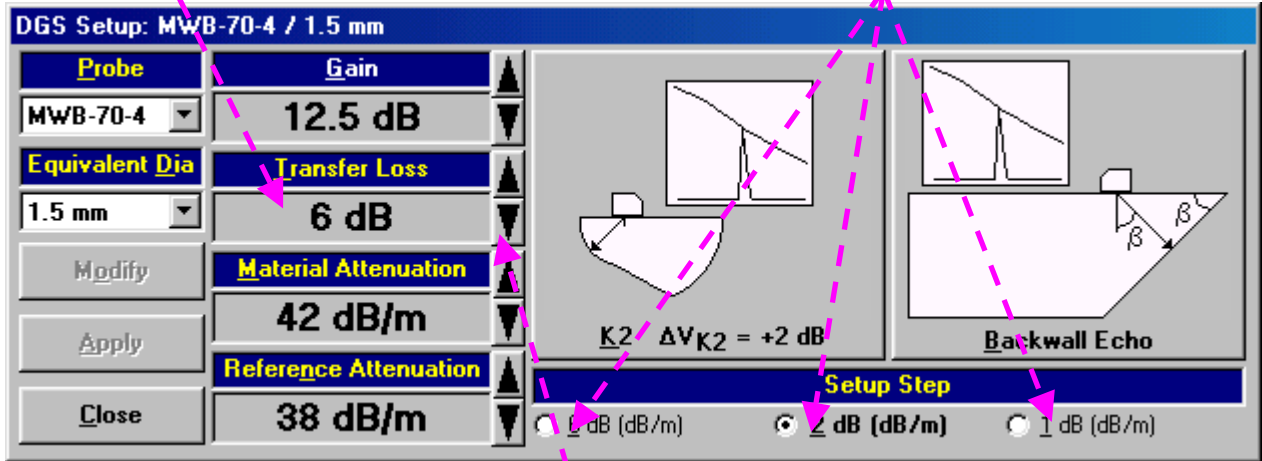 DGS Setup: MWB-70-4 / 1.5 mm
Probe
MWB-70-4
Equivalent Dia
1.5 mm
Modify
Apply
Close
Gain
12.5 dB
Transfer Loss
6 dB
Material Attenuation
42 dB/m
Reference Attenuation
38 dB/m
K2 ΔVK2 = +2 dB
β
β
Backwall Echo
Setup Step
6 dB (dB/m)
2 dB (dB/m)
1 dB (dB/m)